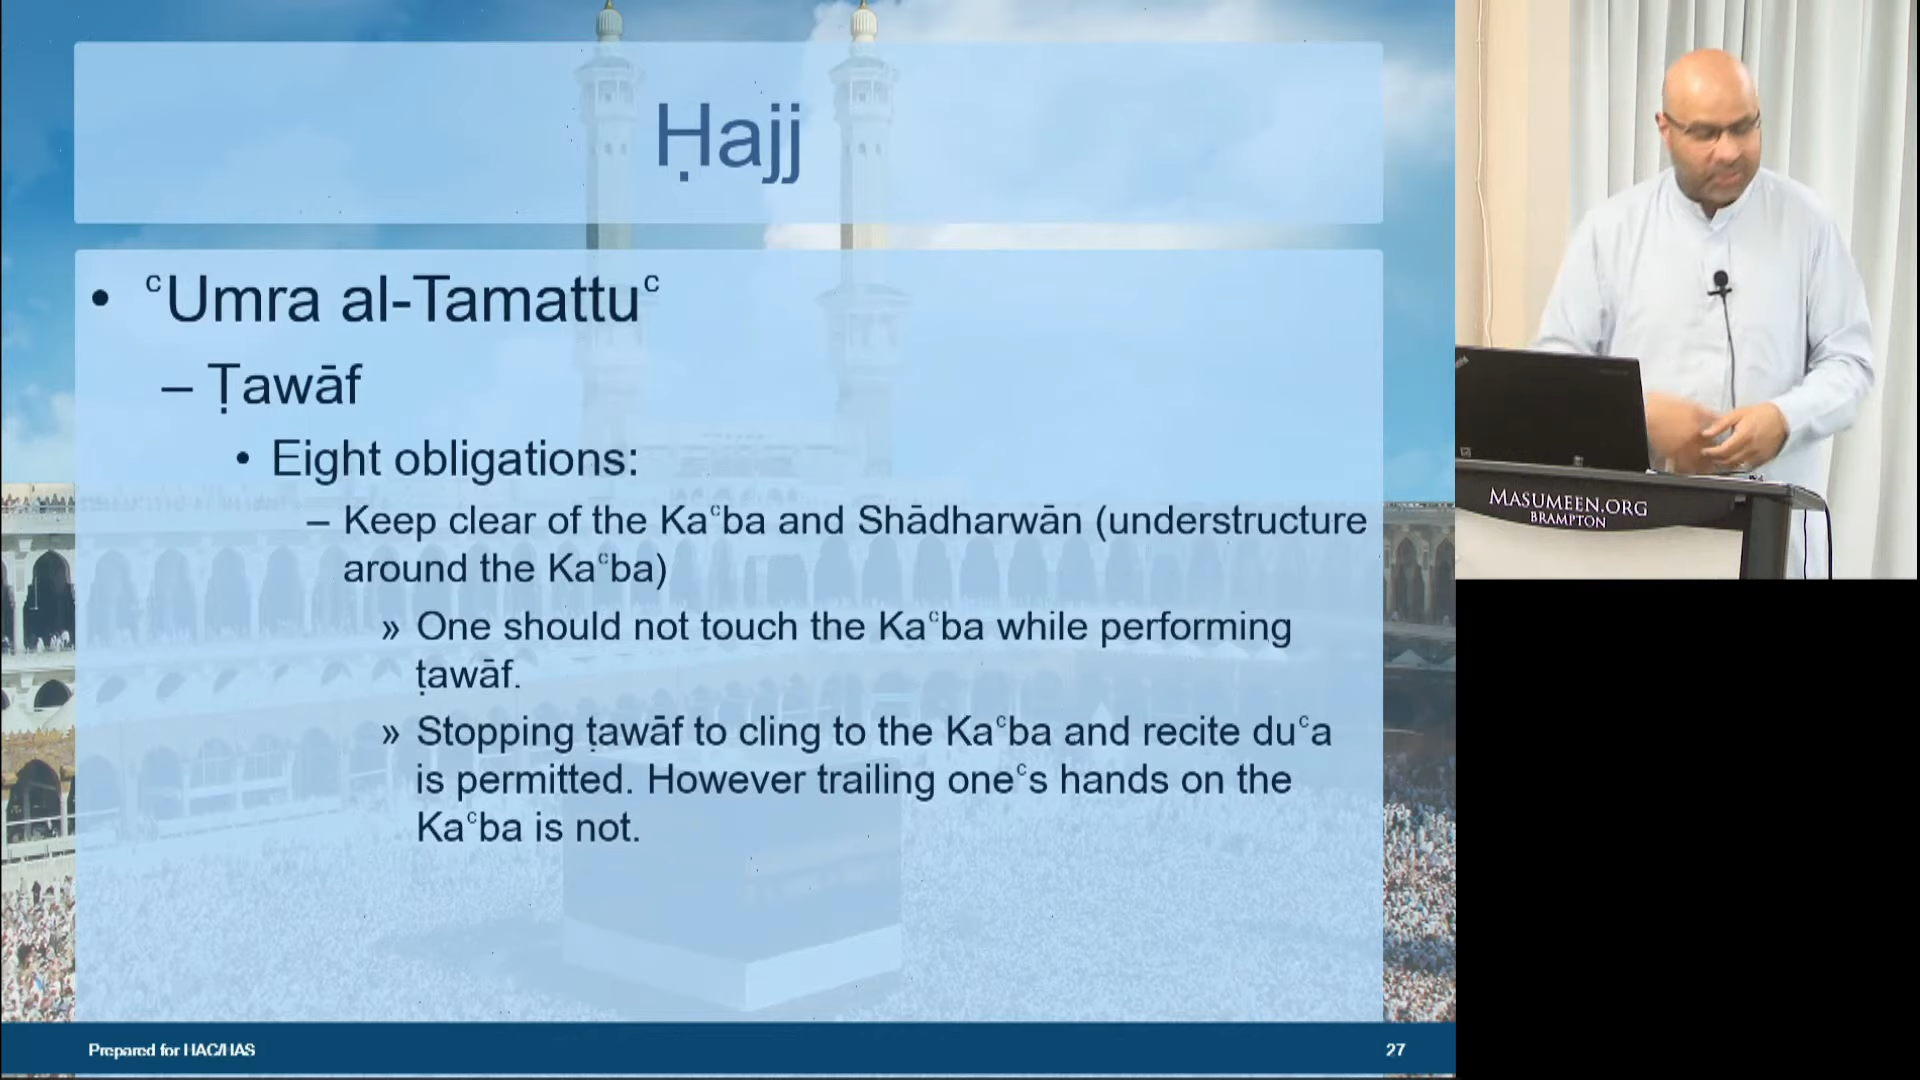 Ḥajj
• ᶜUmra al-Tamattuᶜ
– Ṭawāf
• Eight obligations:
– Keep clear of the Kaᶜba and Shādharwān (understructure
around the Kaᶜba)
» One should not touch the Kaᶜba while performing
ṭawāf.
» Stopping ṭawāf to cling to the Kaᶜba and recite duᶜa
is permitted. However trailing oneᶜs hands on the
Kaᶜba is not.
Prepared for HAC/HAS
27
MASUMEEN.ORG
BRAMPTON